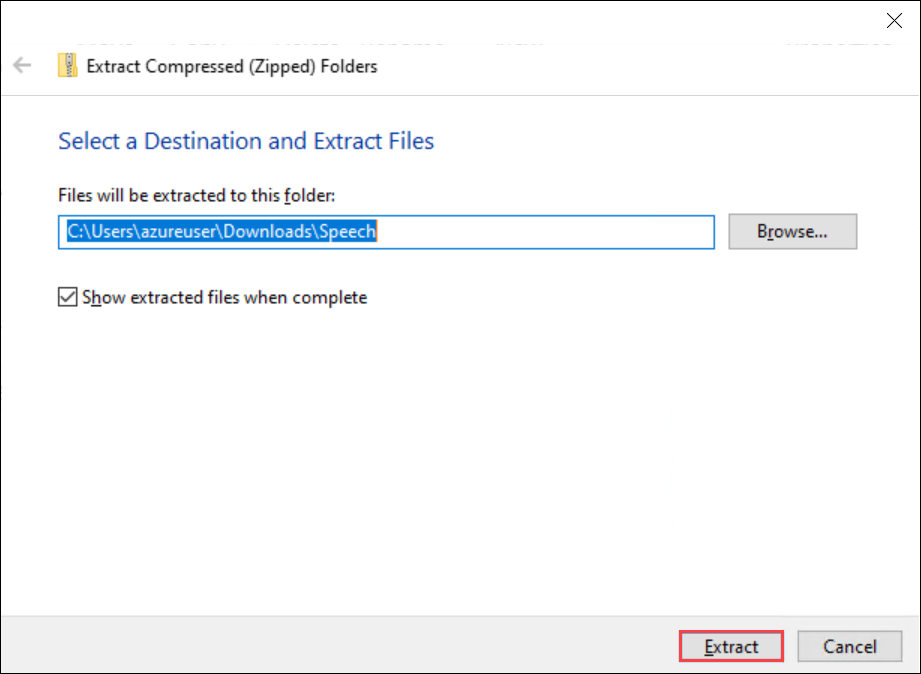 Extract Compressed (Zipped) Folders
Select a Destination and Extract Files
Files will be extracted to this folder:
C:\Users\azureuser\Downloads\Speech
Browse...
Show extracted files when complete
Extract
Cancel